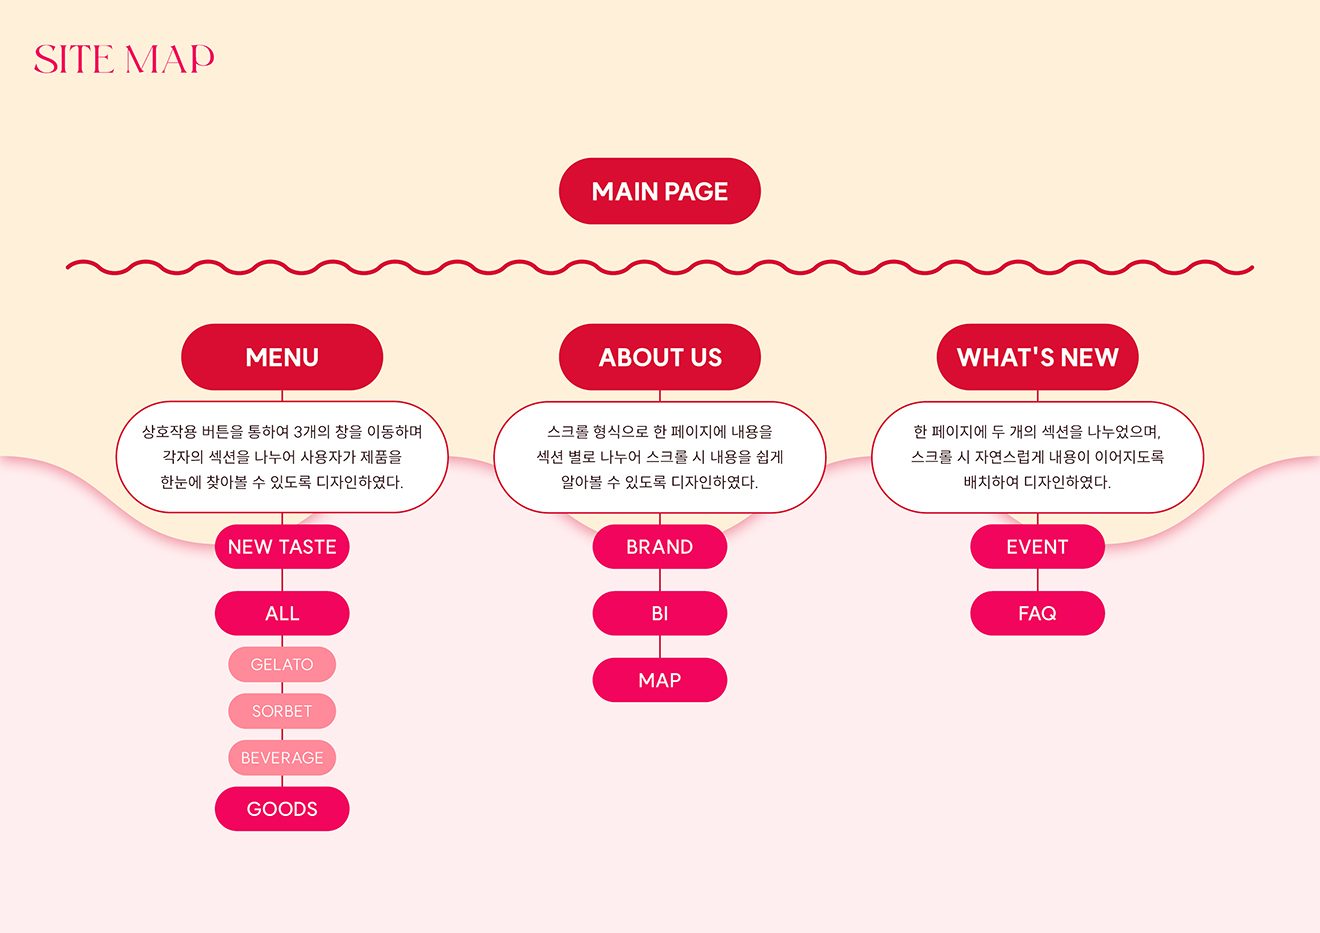 SITE MAP
MAIN PAGE
MENU
상호작용 버튼을 통하여 3개의 창을 이동하며
각자의 섹션을 나누어 사용자가 제품을
한눈에 찾아볼 수 있도록 디자인하였다.
NEW TASTE
ALL
GELATO
SORBET
BEVERAGE
GOODS
ABOUT US
스크롤 형식으로 한 페이지에 내용을
섹션 별로 나누어 스크롤 시 내용을 쉽게
알아볼 수 있도록 디자인하였다.
BRAND
BI
MAP
WHAT'S NEW
한 페이지에 두 개의 섹션을 나누었으며,
스크롤 시 자연스럽게 내용이 이어지도록
배치하여 디자인하였다.
EVENT
FAQ